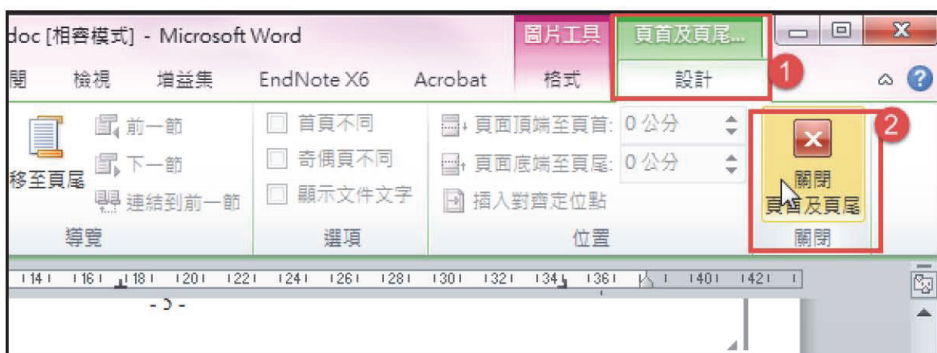 doc [相容模式] - Microsoft Word
圖片工具
頁首及頁尾...
閱
檢視
增益集
EndNote X6
Acrobat
格式
設計
1
移至頁尾
前一節
下一節
連結到前一節
導覽
首頁不同
奇偶頁不同
顯示文件文字
選項
頁面頂端至頁首: 0 公分
頁面底端至頁尾: 0 公分
插入對齊定位點
位置
2
關閉
頁首及頁尾
關閉
14 16 18 20 22 24 26 28 30 32 34 36 40 42